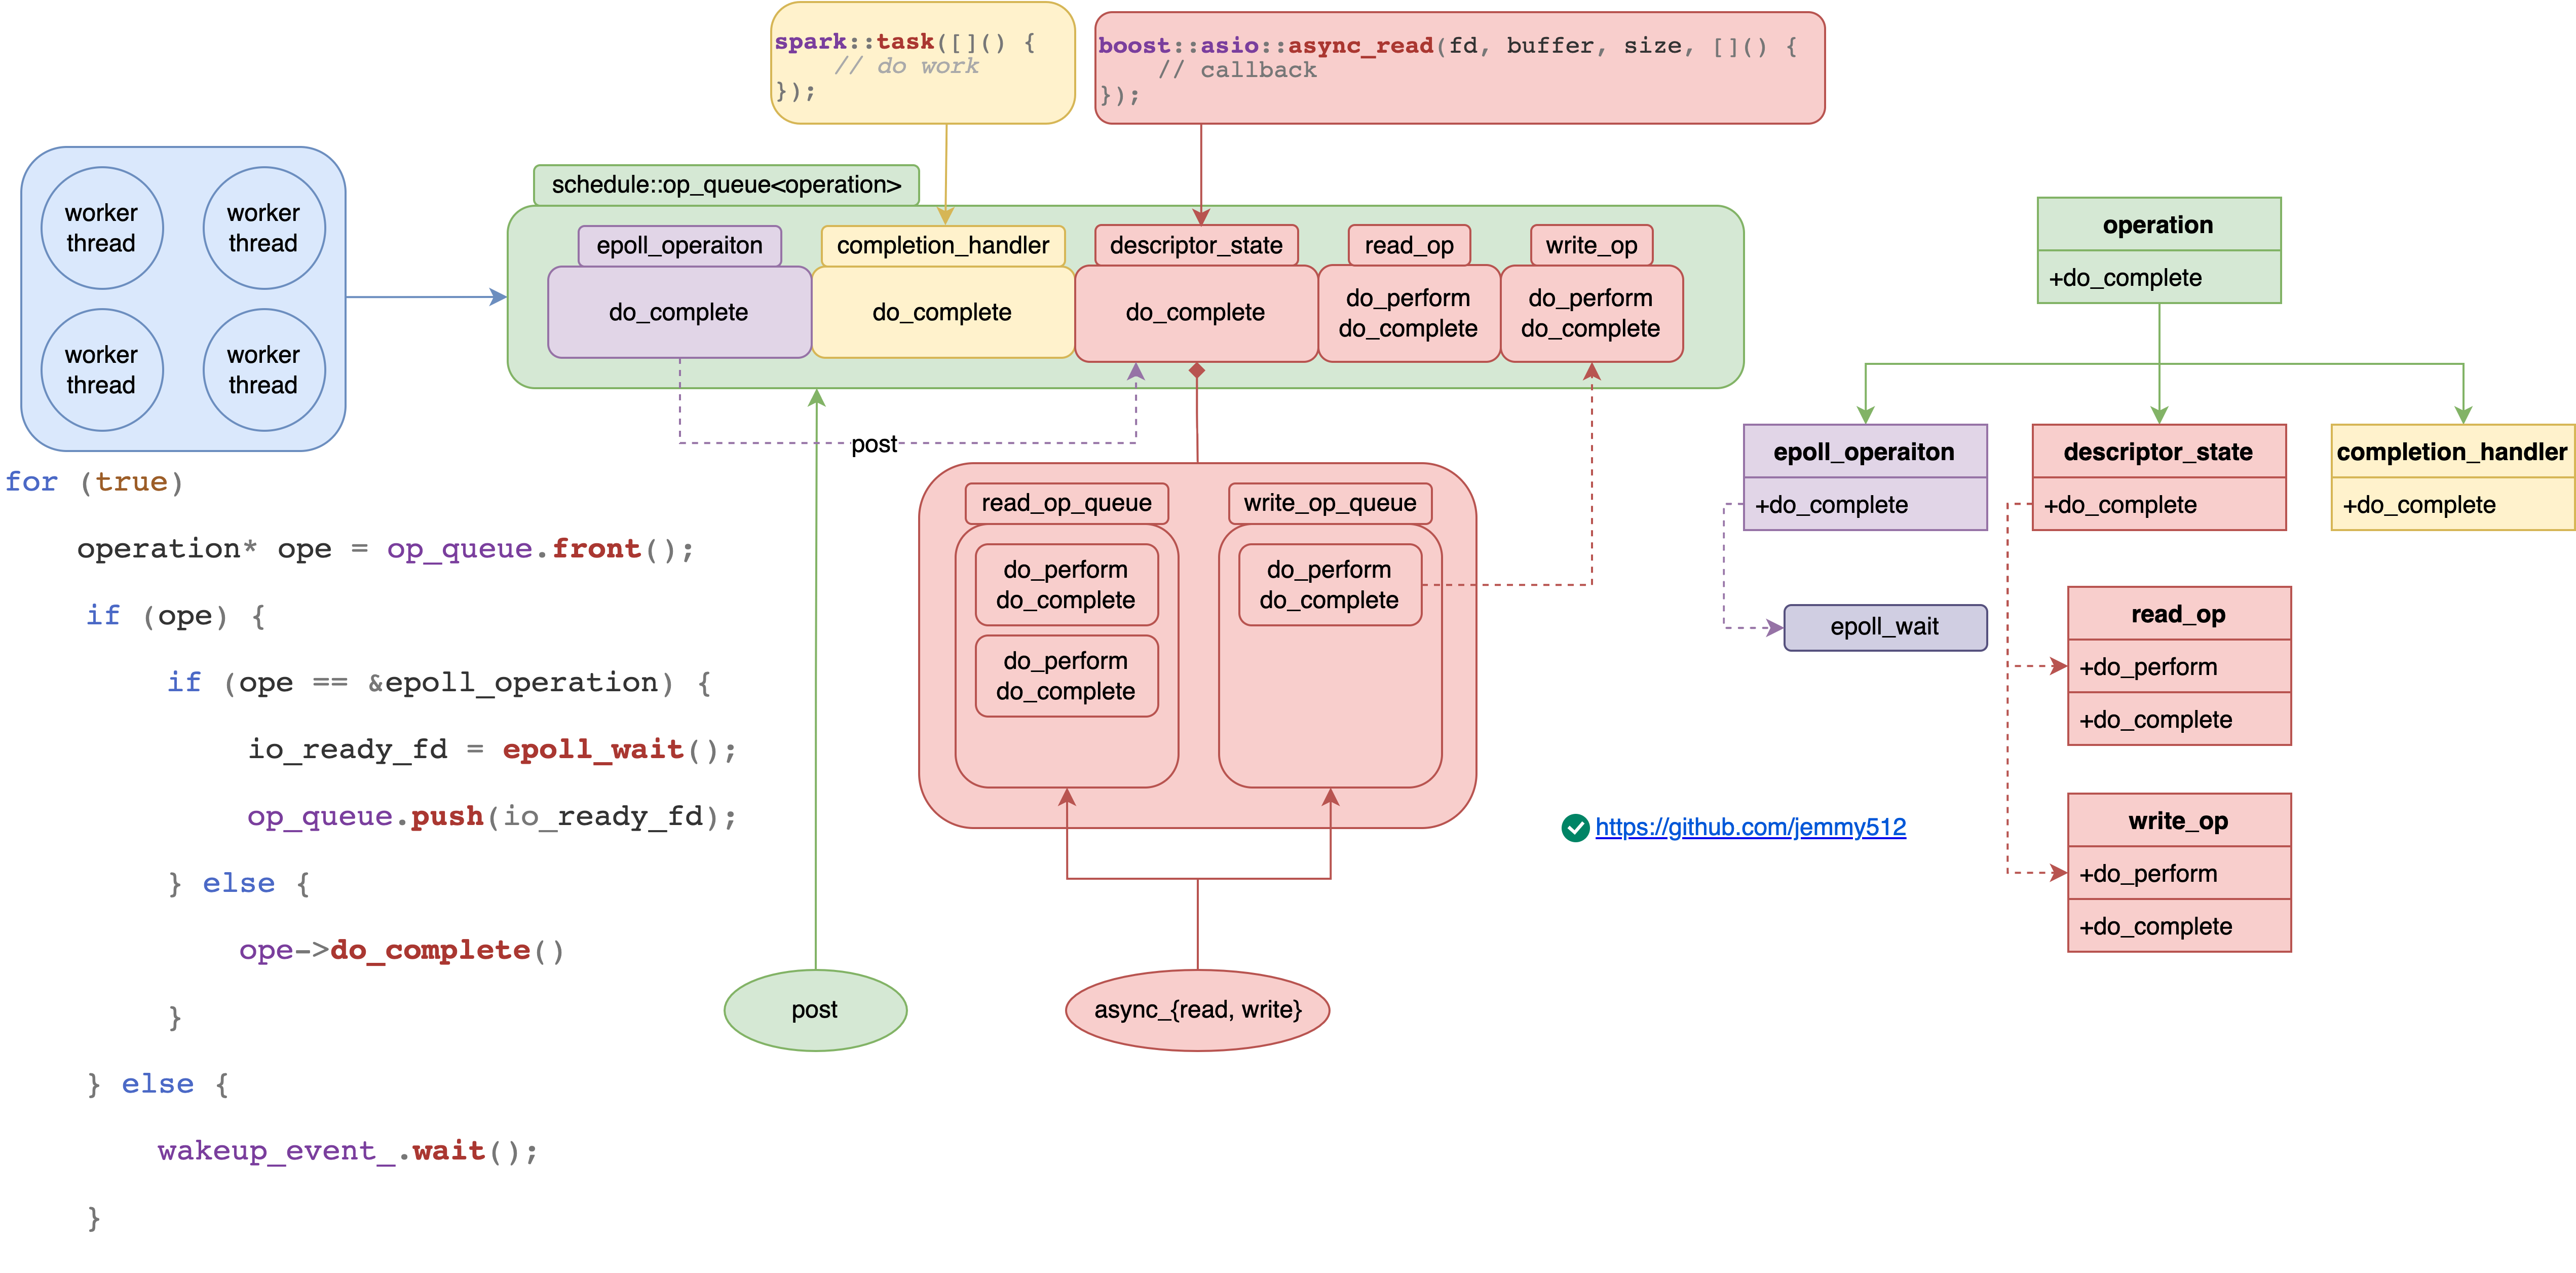 spark::task([]() {
// do work
});
boost::asio::async_read(fd, buffer, size, []() {
// callback
});
worker
thread
worker
thread
worker
thread
worker
thread
schedule::op_queue<operation>
epoll_operaiton
do_complete
completion_handler
do_complete
descriptor_state
do_complete
read_op
do_perform
do_complete
write_op
do_perform
do_complete
post
read_op_queue
do_perform
do_complete
do_perform
do_complete
write_op_queue
do_perform
do_complete
post
async_{read, write}
for (true)
operation* ope = op_queue.front();
if (ope) {
if (ope == &epoll_operation) {
io_ready_fd = epoll_wait();
op_queue.push(io_ready_fd);
} else {
ope->do_complete()
}
} else {
wakeup_event_.wait();
}
operation
+do_complete
epoll_operaiton
+do_complete
descriptor_state
+do_complete
completion_handler
+do_complete
epoll_wait
read_op
+do_perform
+do_complete
write_op
+do_perform
+do_complete
https://github.com/jemmy512